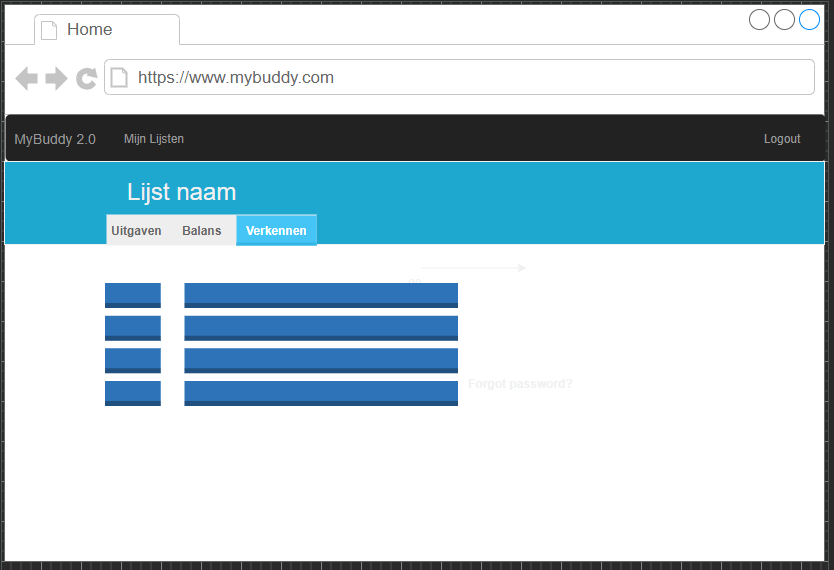 Home
https://www.mybuddy.com
MyBuddy 2.0 Mijn Lijsten Logout
Lijst naam
Uitgaven Balans Verkennen
Forgot password?